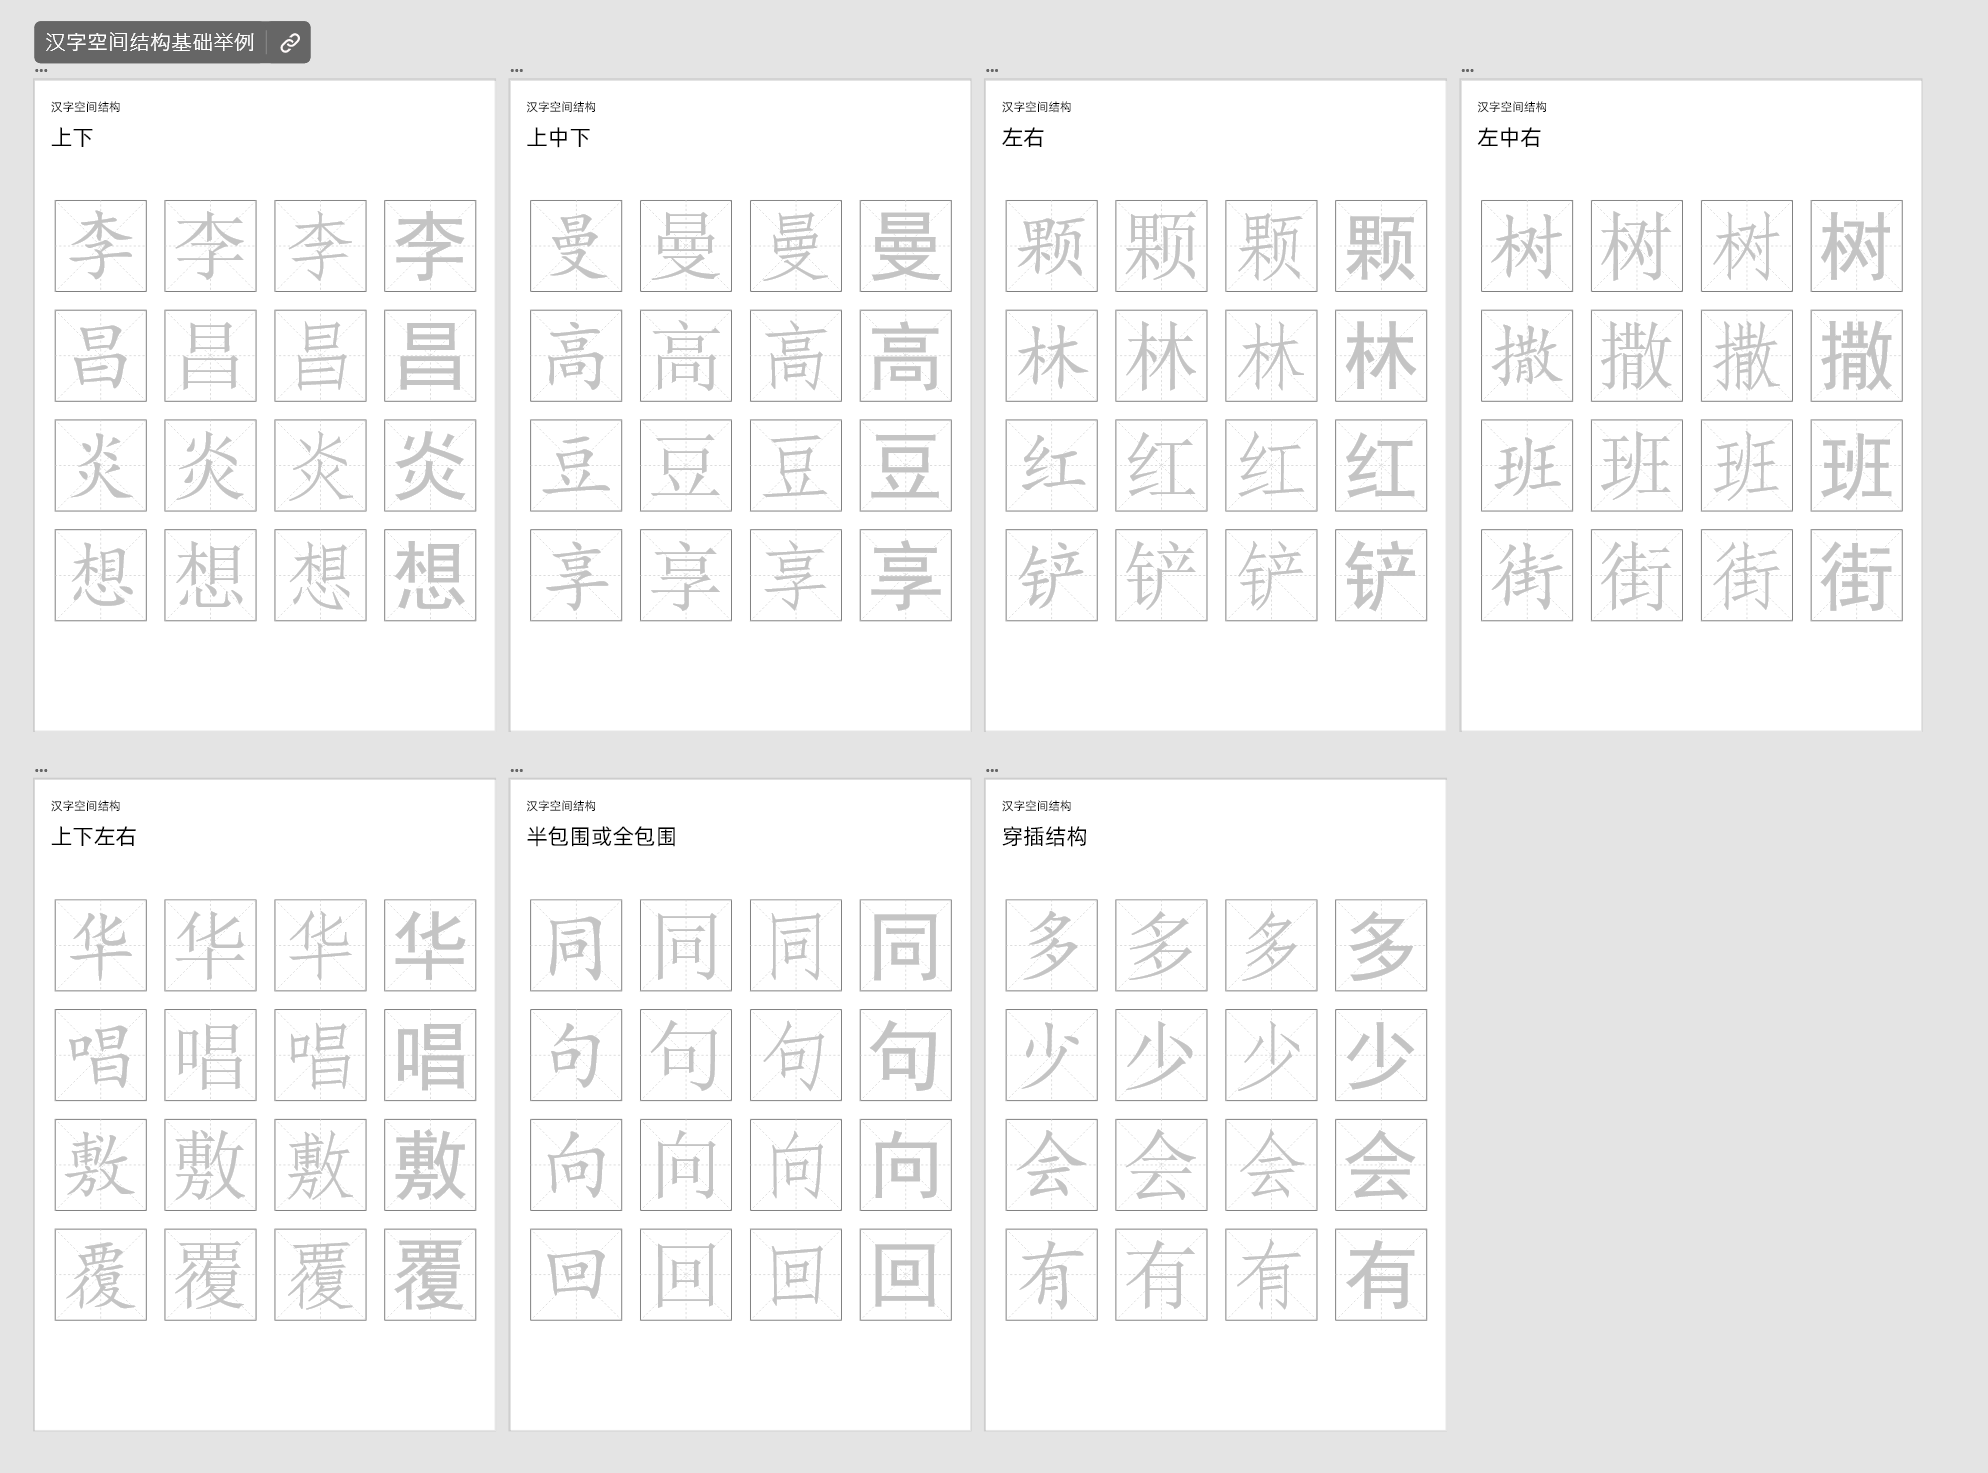 汉字空间结构基础举例
汉字空间结构
上下
李 李 李 李
昌 昌 昌 昌
炎 炎 炎 炎
想 想 想 想
汉字空间结构
上中下
曼 曼 曼 曼
高 高 高 高
豆 豆 豆 豆
享 享 享 享
汉字空间结构
左右
颗 颗 颗 颗
林 林 林 林
红 红 红 红
铲 铲 铲 铲
汉字空间结构
左中右
树 树 树 树
撒 撒 撒 撒
班 班 班 班
街 街 街 街
汉字空间结构
上下左右
华 华 华 华
唱 唱 唱 唱
敷 敷 敷 敷
覆 覆 覆 覆
汉字空间结构
半包围或全包围
同 同 同 同
句 句 句 句
向 向 向 向
回 回 回 回
汉字空间结构
穿插结构
多 多 多 多
少 少 少 少
会 会 会 会
有 有 有 有